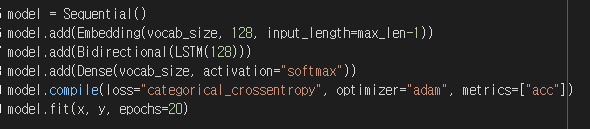 model = Sequential()
model.add(Embedding(vocab_size, 128, input_length=max_len-1))
model.add(Bidirectional(LSTM(128)))
model.add(Dense(vocab_size, activation="softmax"))
model.compile(loss="categorical_crossentropy", optimizer="adam", metrics=["acc"])
model.fit(x, y, epochs=20)